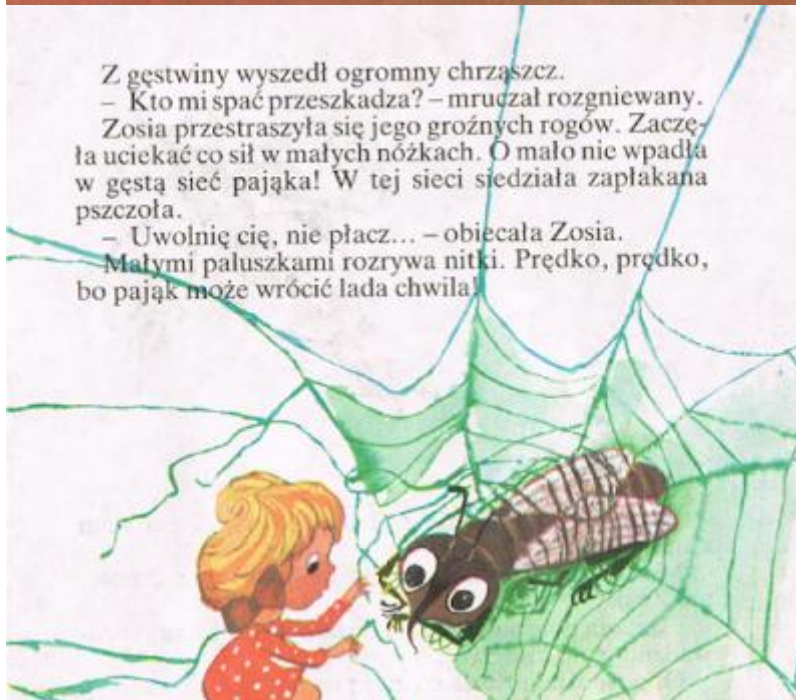 Z gęstwiny wyszedł ogromny chrząszcz.
– Kto mi spać przeszkadza? – mruczał rozgniewany.
Zosia przestraszyła się jego groźnych rogów. Zaczę-
ła uciekać co sił w małych nóżkach. O mało nie wpadła
w gęstą sieć pająka! W tej sieci siedziała zapłakana
pszczoła.
– Uwolnię cię, nie płacz... – obiecała Zosia.
Małymi paluszkami rozrywa nitki. Prędko, prędko,
bo pająk może wrócić lada chwila!